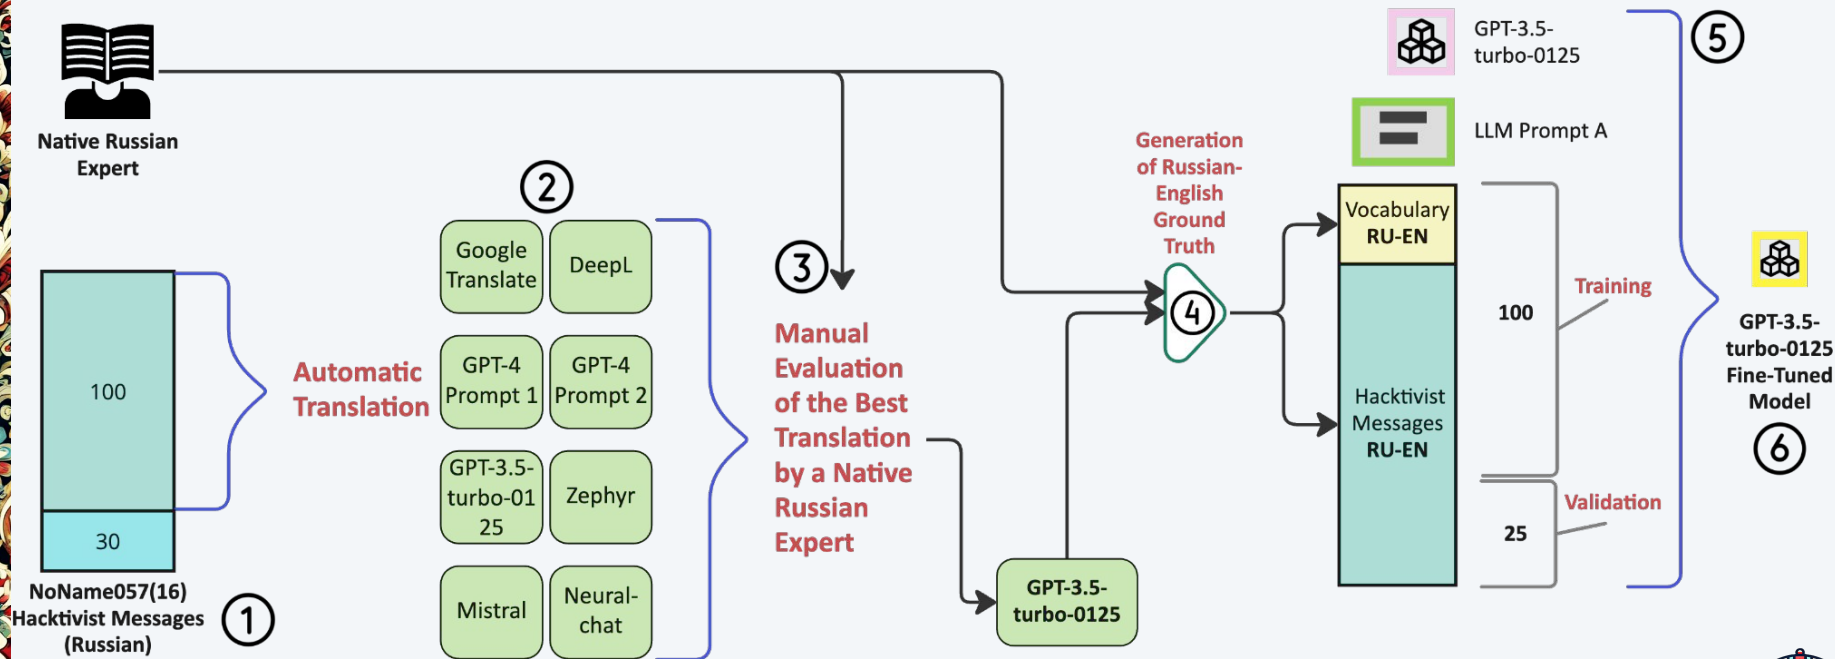 Native Russian
Expert
100
30
NoName057(16)
Hacktivist Messages
(Russian)
1
Automatic
Translation
2
Google
Translate
DeepL
GPT-4
Prompt 1
GPT-4
Prompt 2
GPT-3.5-
turbo-01
25
Zephyr
Mistral
Neural-
chat
3
Manual
Evaluation
of the Best
Translation
by a Native
Russian
Expert
GPT-3.5-
turbo-0125
Generation
of Russian-
English
Ground
Truth
4
GPT-3.5-
turbo-0125
LLM Prompt A
Vocabulary
RU-EN
Hacktivist
Messages
RU-EN
100
Training
25
Validation
5
GPT-3.5-
turbo-0125
Fine-Tuned
Model
6